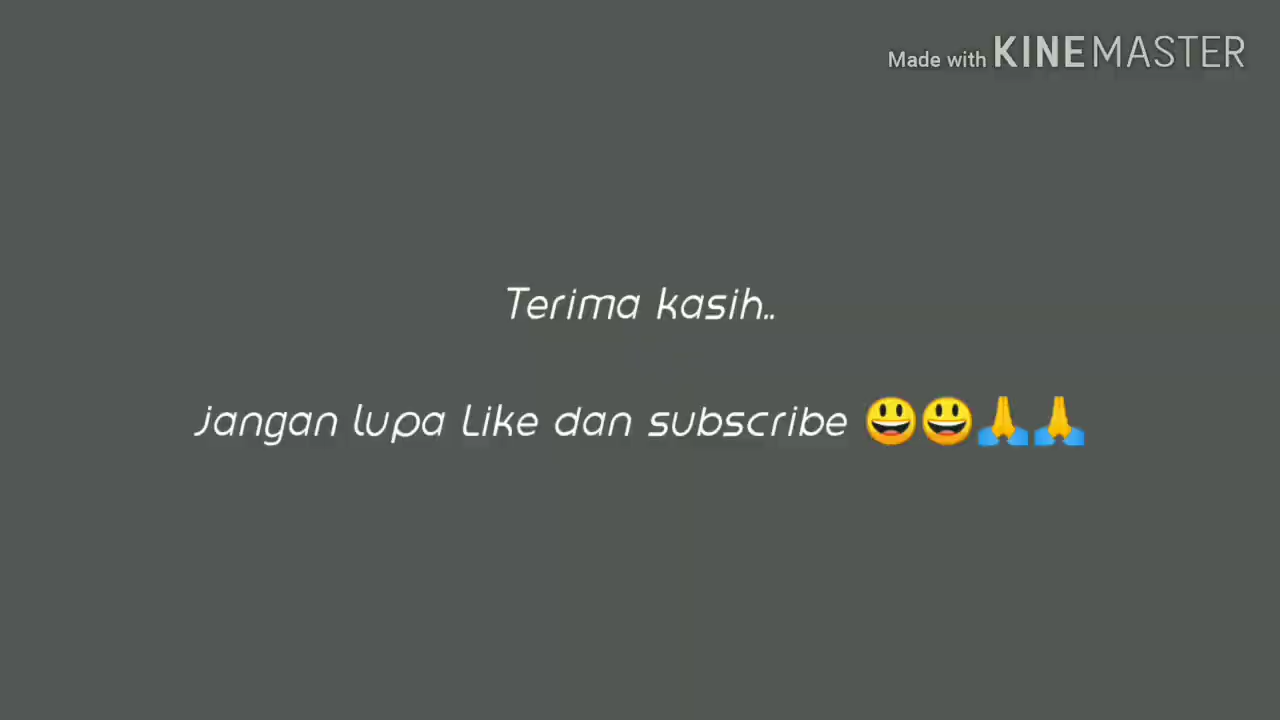 Made with KINEMASTER
Terima kasih..
jangan lupa Like dan subscribe 😃😃🙏🙏